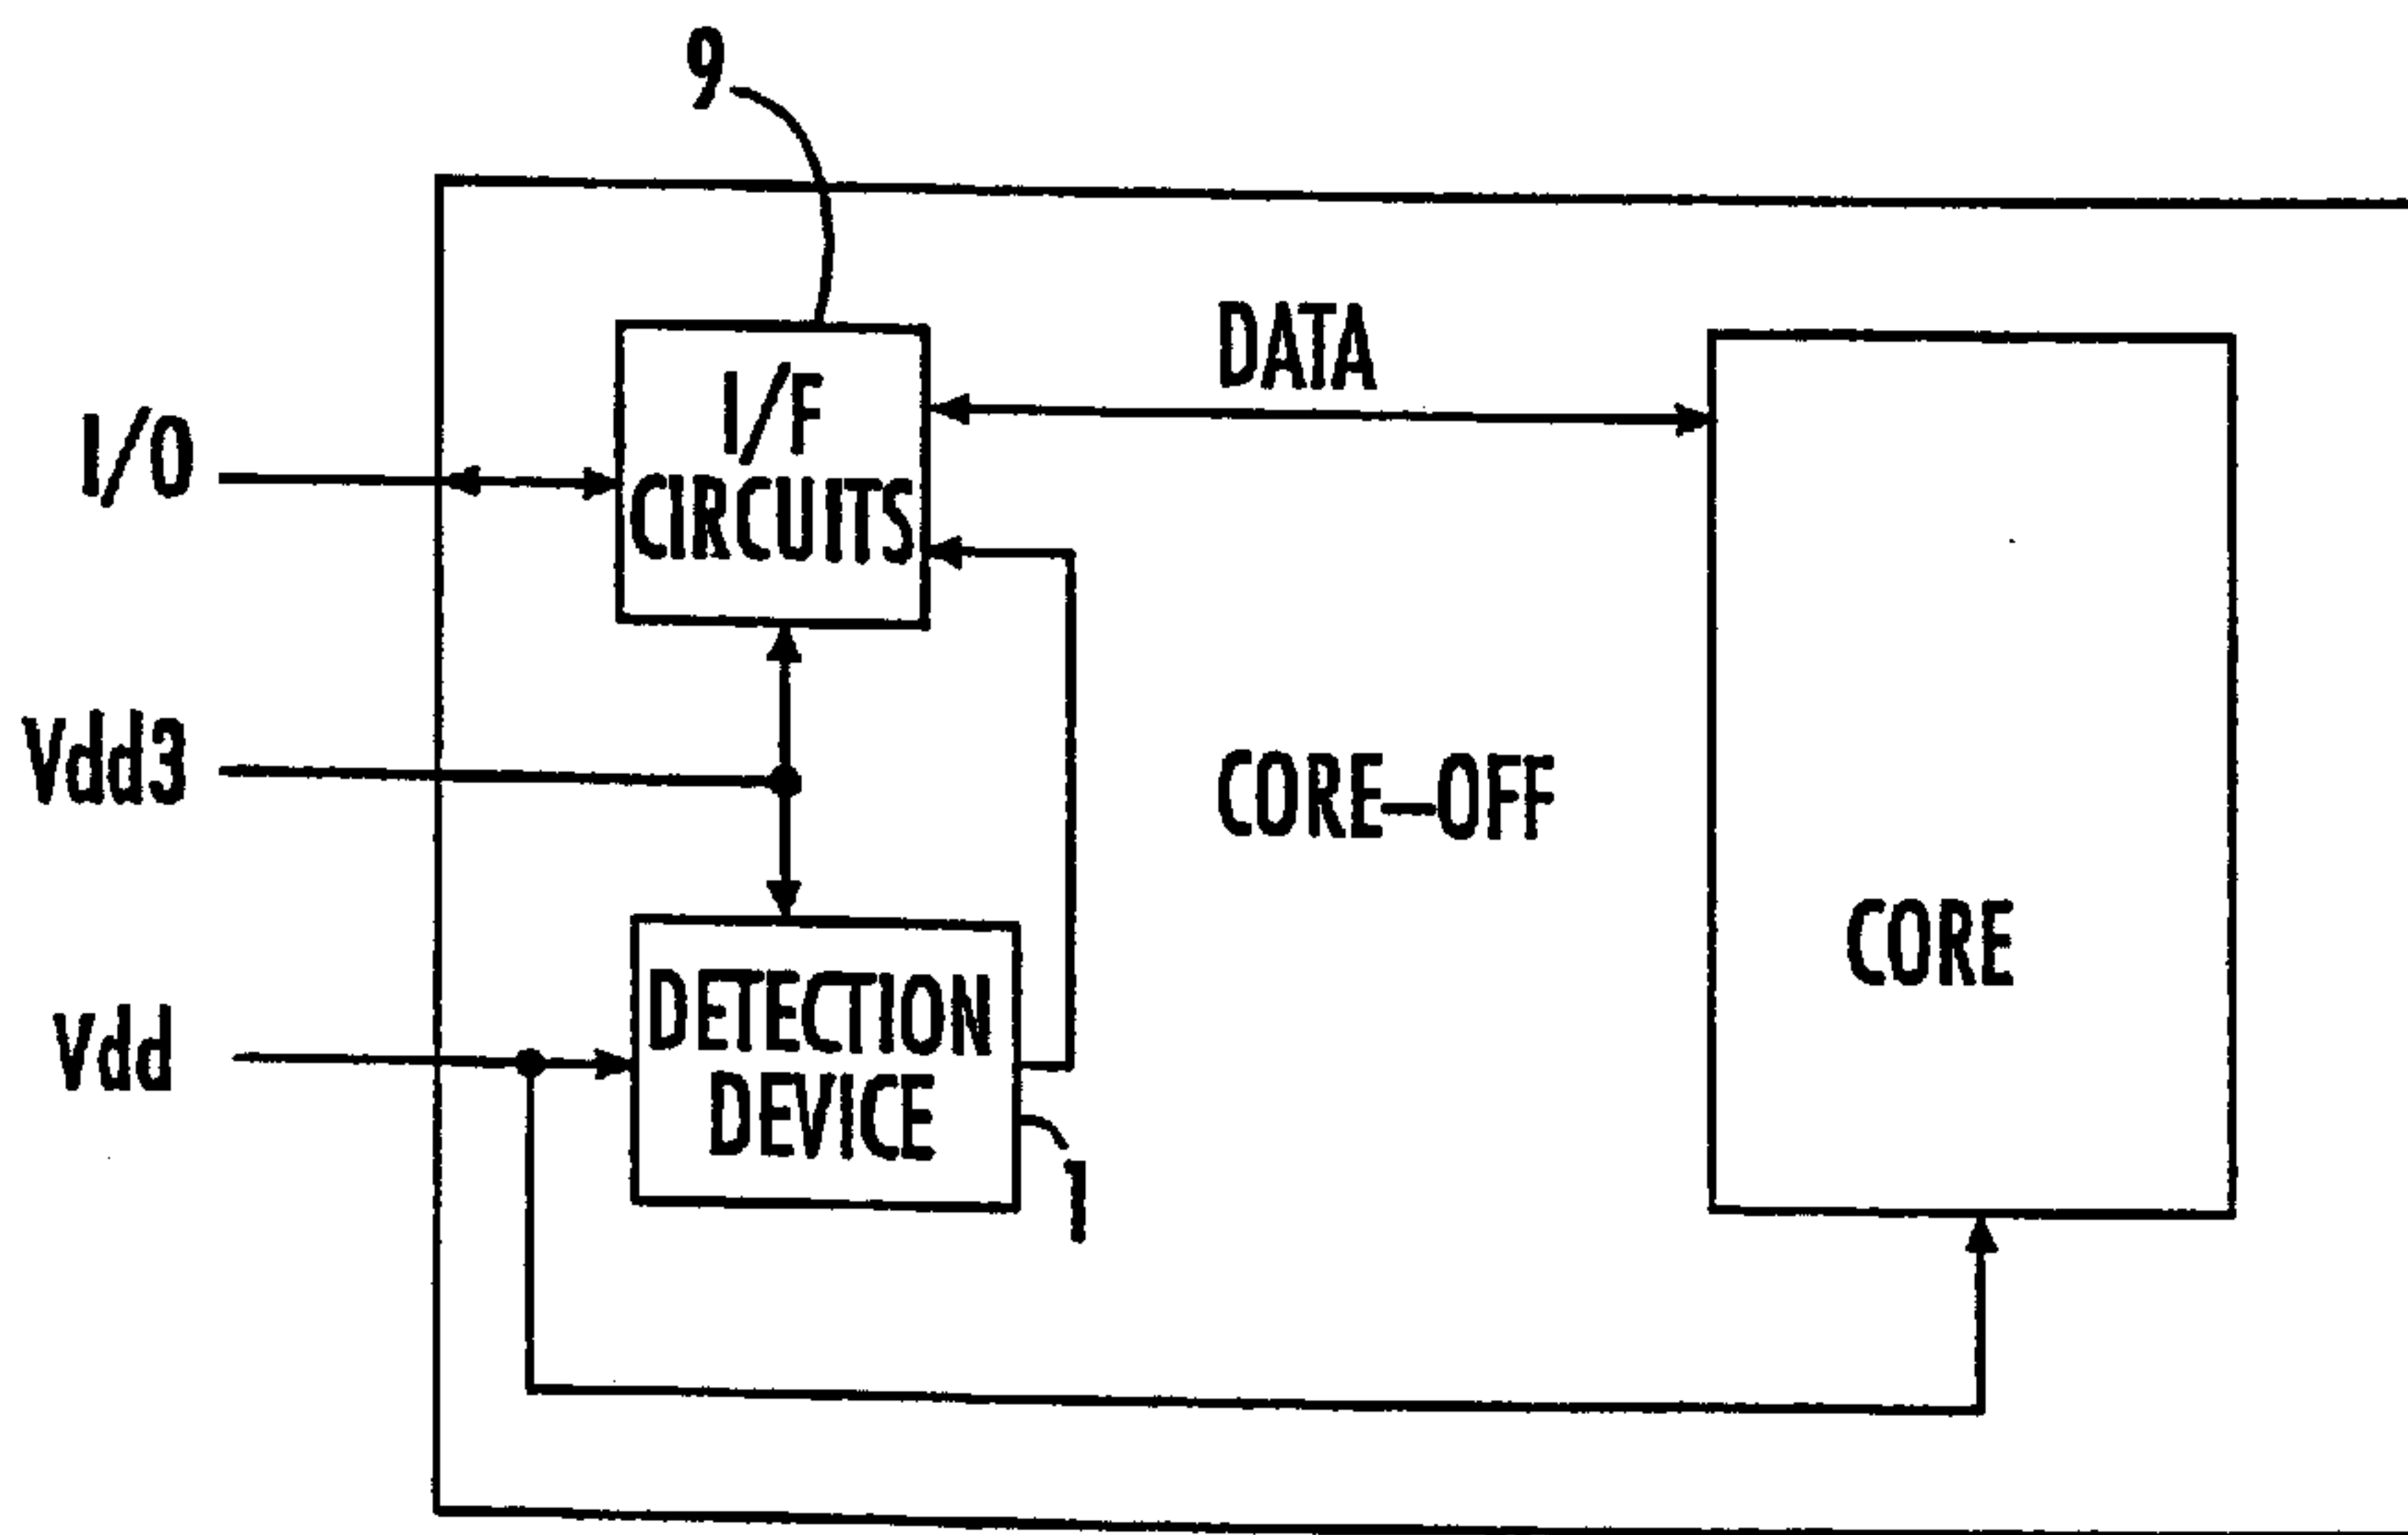 9
I/F
CIRCUITS
DATA
I/O
Vdd3
CORE-OFF
CORE
Vdd
DETECTION
DEVICE
1